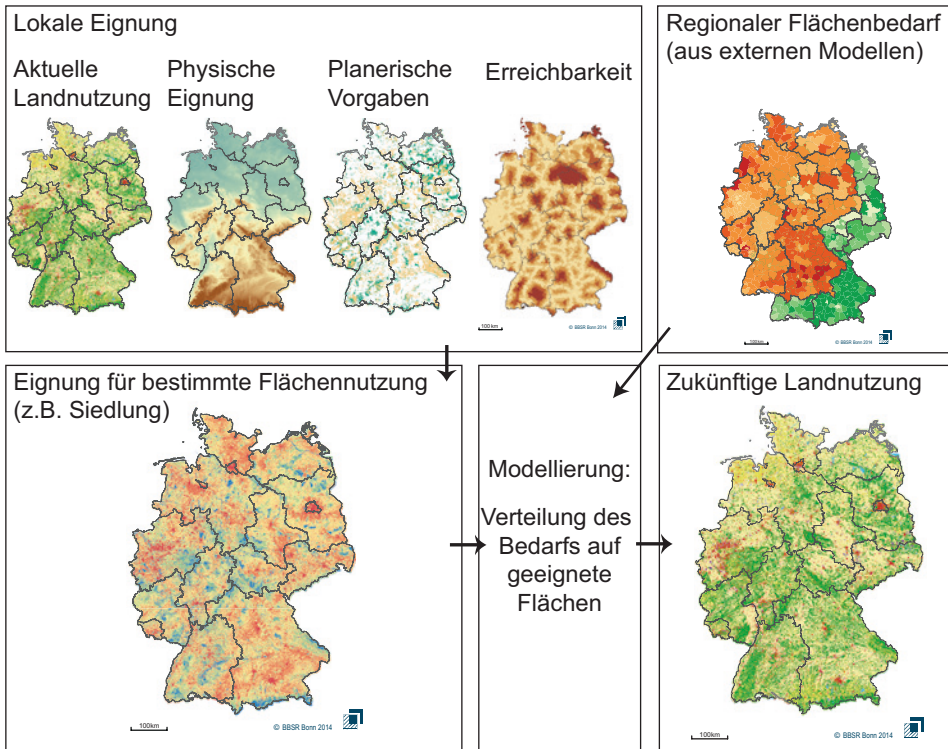 Lokale Eignung
Aktuelle
Landnutzung
Physische
Eignung
Planerische
Vorgaben
Erreichbarkeit
100 km
© BBSR Bonn 2014
Regionaler Flächenbedarf
(aus externen Modellen)
100 km
© BBSR Bonn 2014
Eignung für bestimmte Flächennutzung
(z.B. Siedlung)
100km
© BBSR Bonn 2014
Modellierung:
Verteilung des
Bedarfs auf
geeignete
Flächen
Zukünftige Landnutzung
100km
© BBSR Bonn 2014